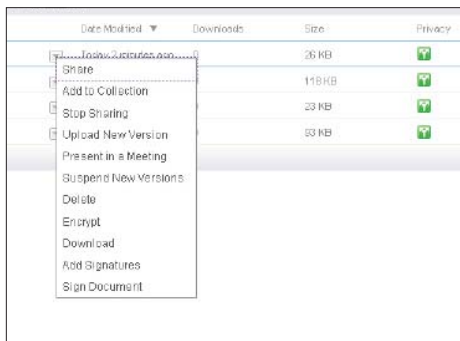 Date Modified ▼ Downloads Size Privacy
Today 2 minutes ago 0 26 KB
Share
118 KB
Add to Collection
Stop Sharing 23 KB
Upload New Version 93 KB
Present in a Meeting
Suspend New Versions
Delete
Encrypt
Download
Add Signatures
Sign Document